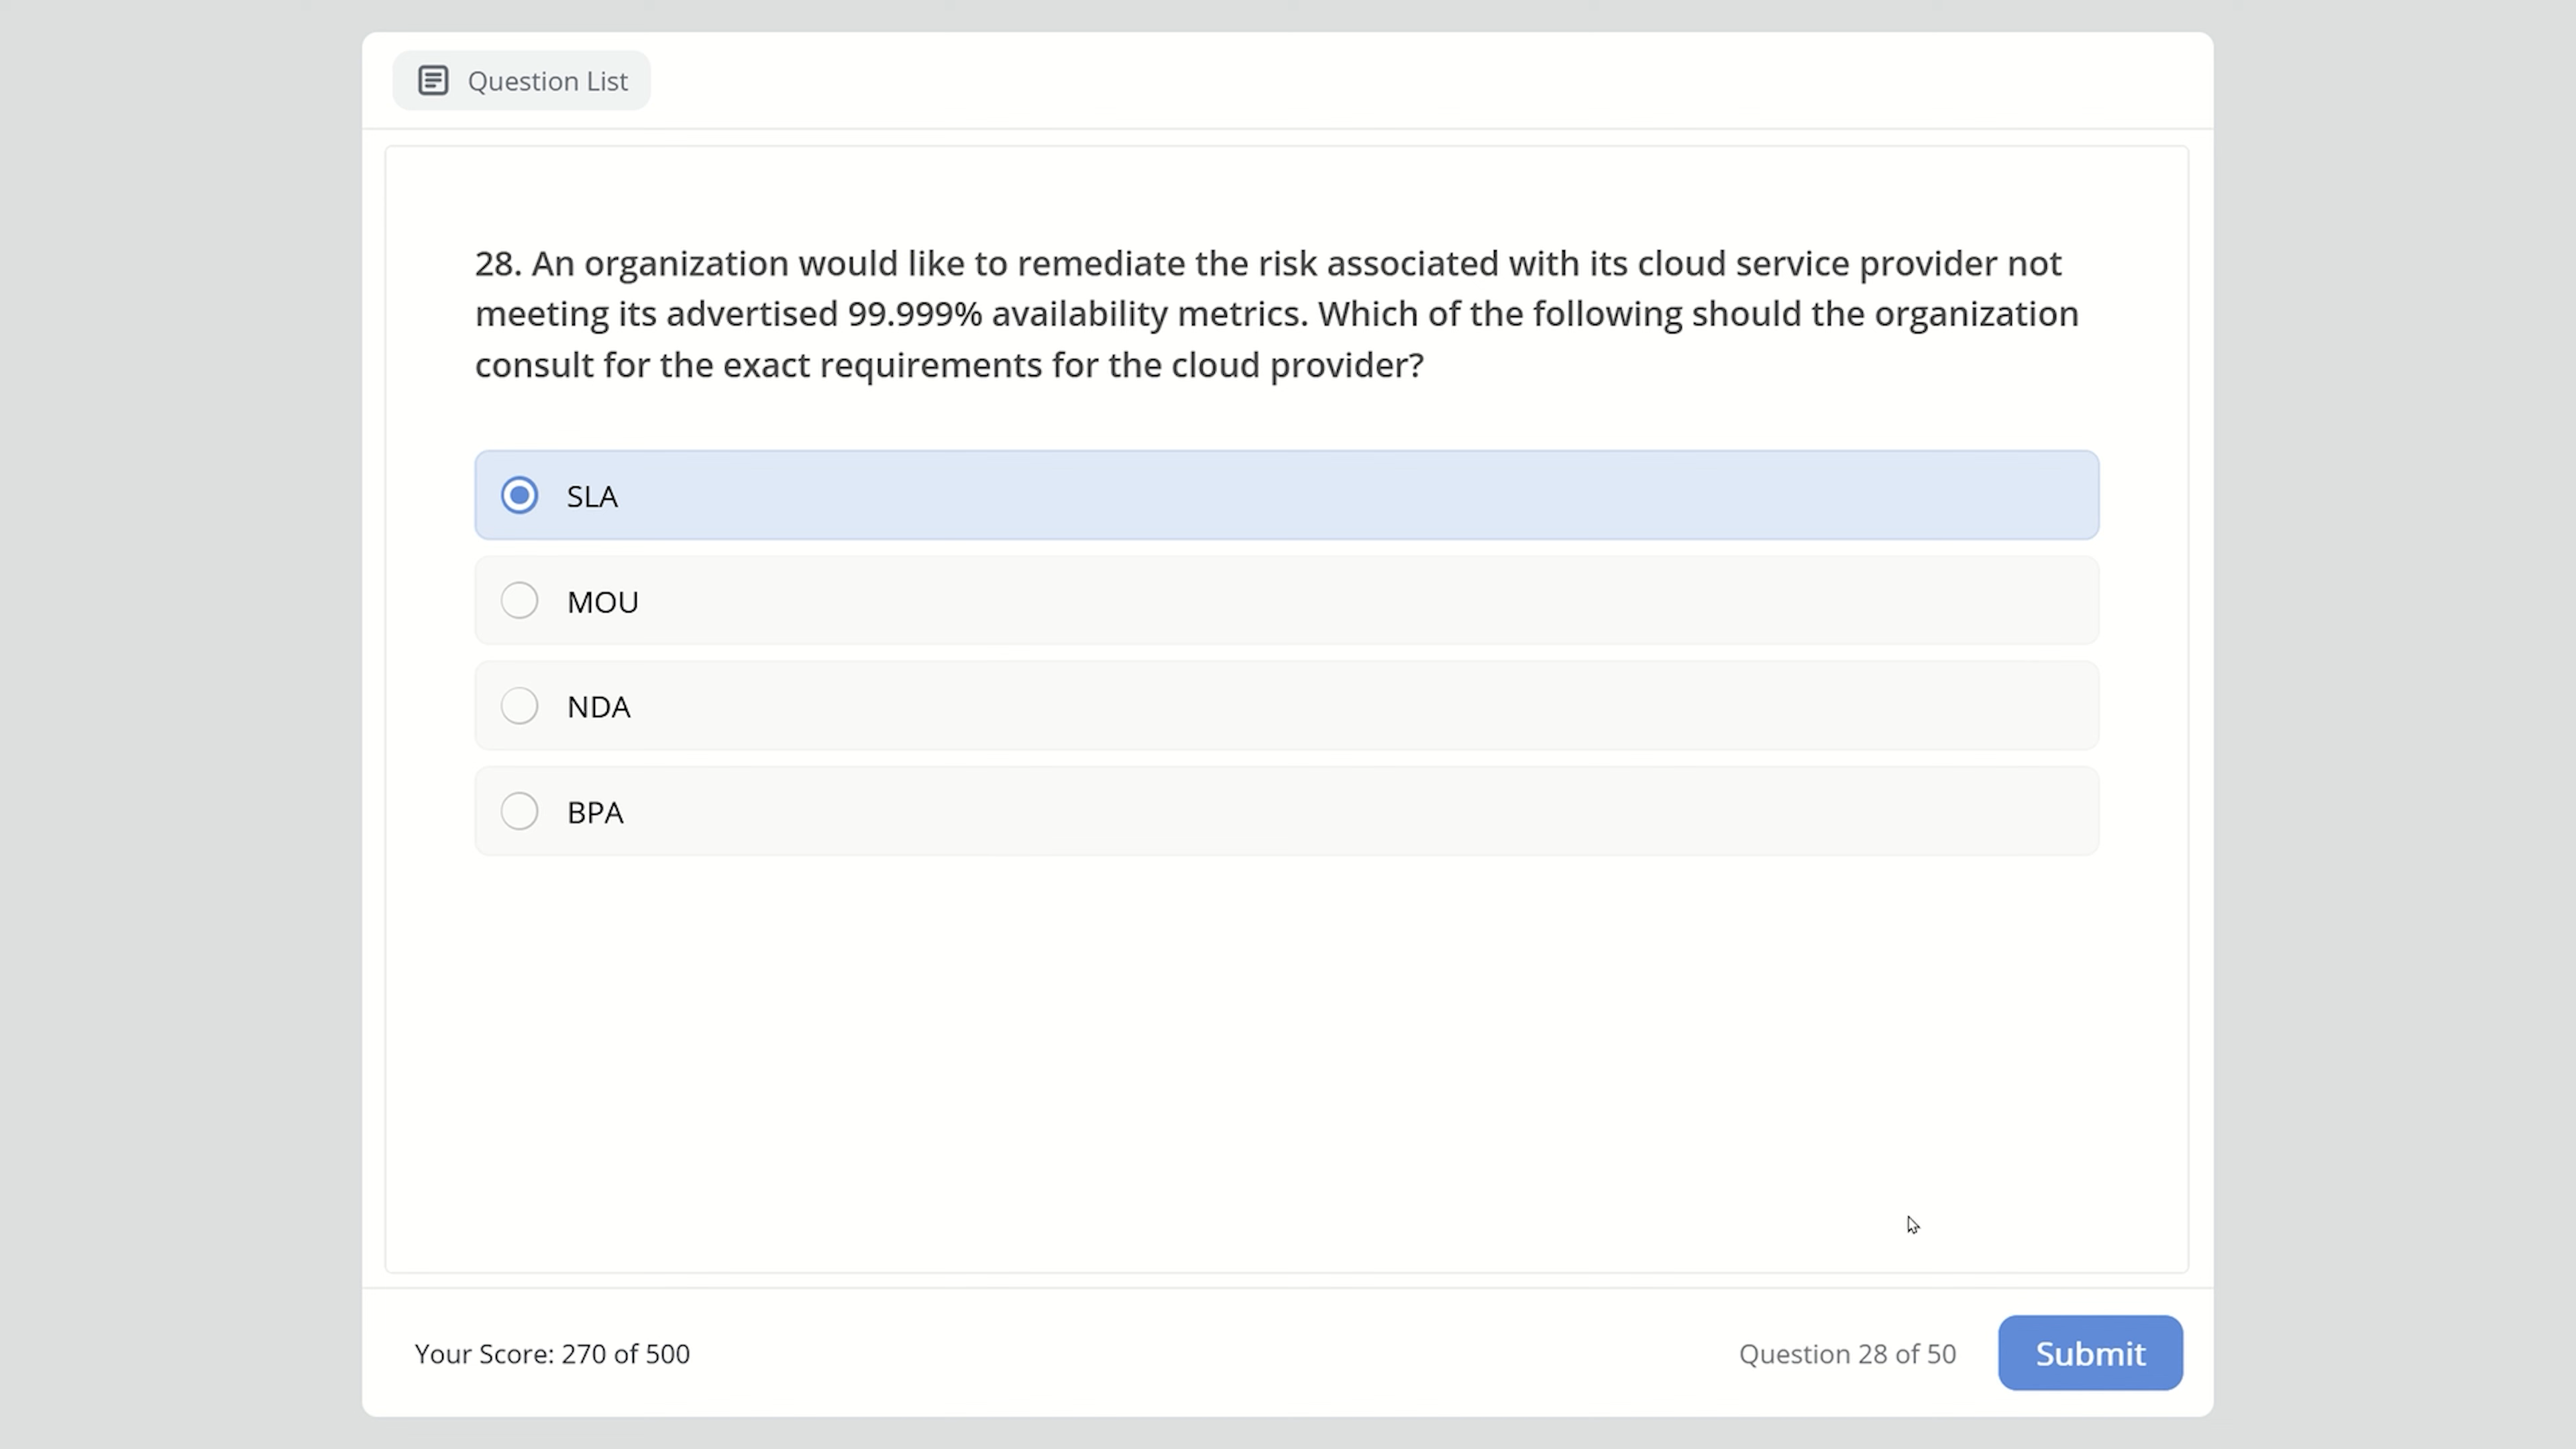 Question List
28. An organization would like to remediate the risk associated with its cloud service provider not
meeting its advertised 99.999% availability metrics. Which of the following should the organization
consult for the exact requirements for the cloud provider?
SLA
MOU
NDA
BPA
Your Score: 270 of 500
Question 28 of 50
Submit